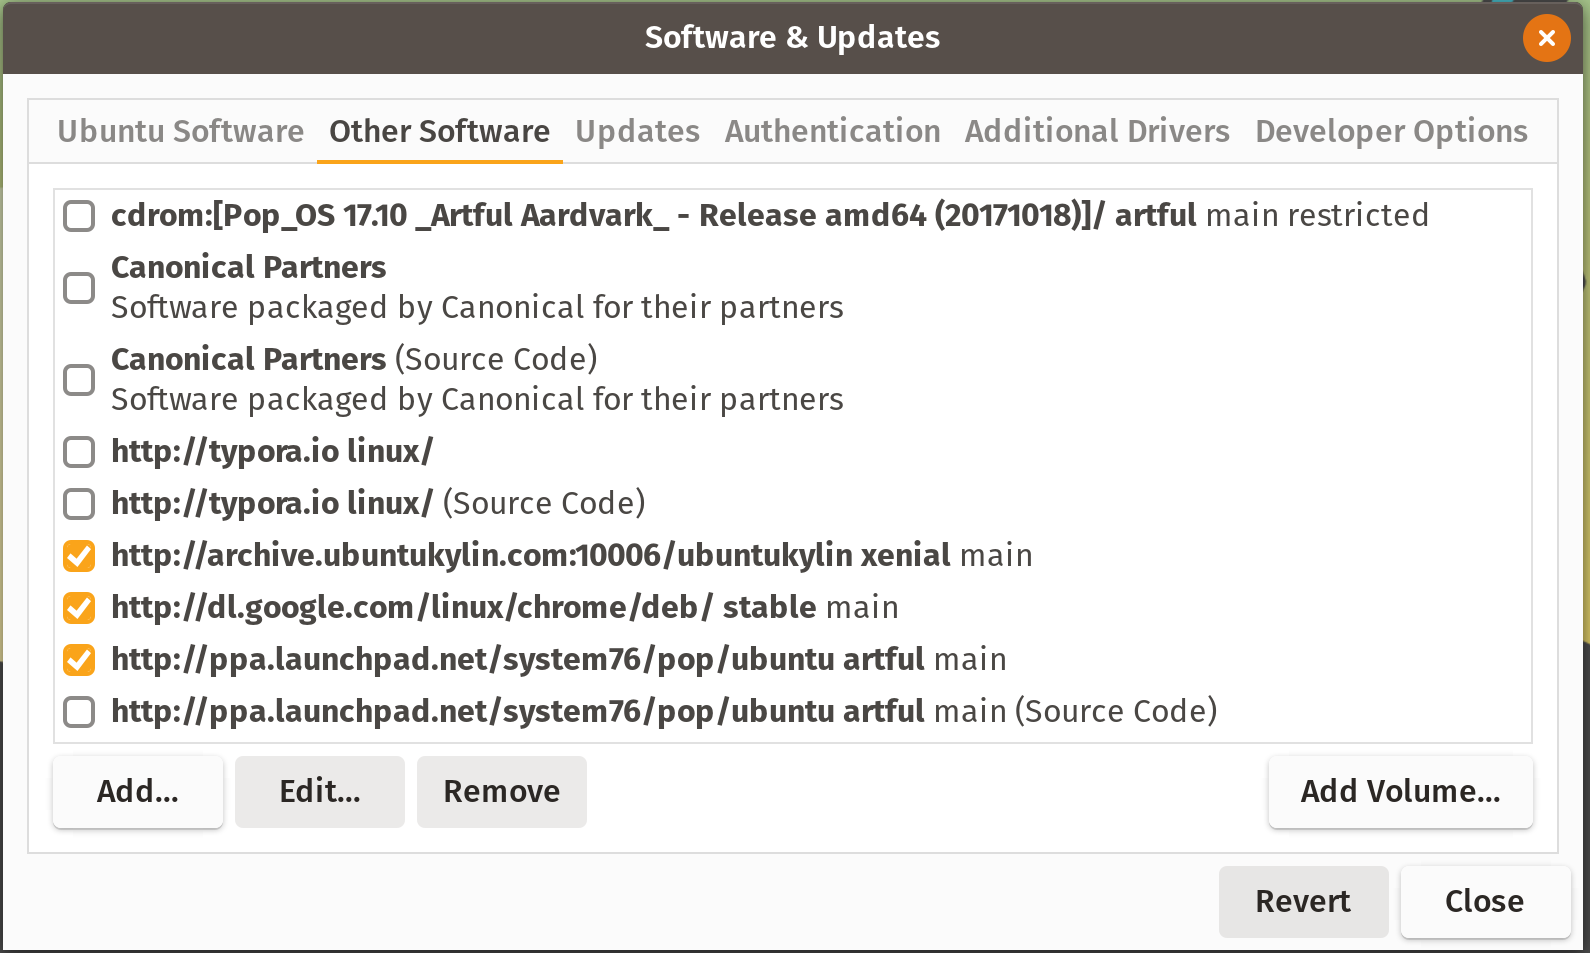 Software & Updates
Ubuntu Software Other Software Updates Authentication Additional Drivers Developer Options
cdrom:[Pop_OS 17.10 _Artful Aardvark_ - Release amd64 (20171018)]/ artful main restricted
Canonical Partners
Software packaged by Canonical for their partners
Canonical Partners (Source Code)
Software packaged by Canonical for their partners
http://typora.io linux/
http://typora.io linux/ (Source Code)
http://archive.ubuntukylin.com:10006/ubuntukylin xenial main
http://dl.google.com/linux/chrome/deb/ stable main
http://ppa.launchpad.net/system76/pop/ubuntu artful main
http://ppa.launchpad.net/system76/pop/ubuntu artful main (Source Code)
Add... Edit... Remove Add Volume...
Revert Close